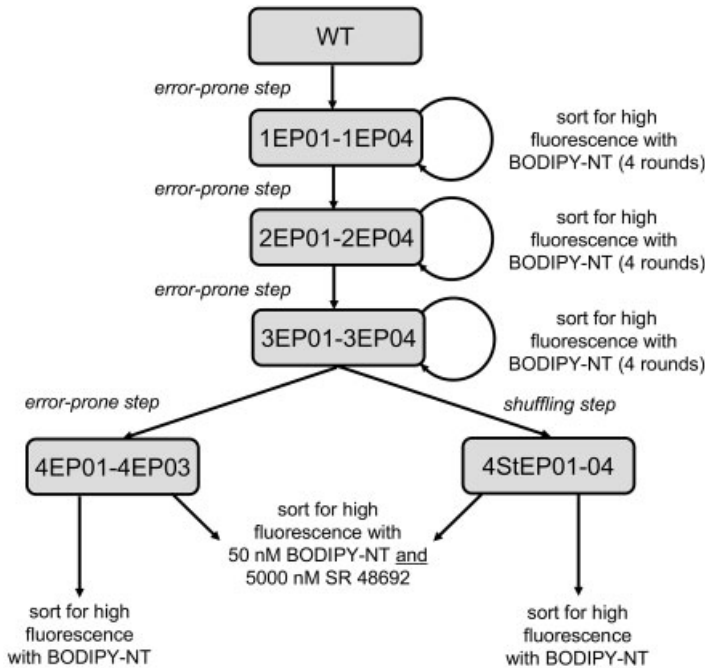 WT
error-prone step
1EP01-1EP04
sort for high
fluorescence with
BODIPY-NT (4 rounds)
error-prone step
2EP01-2EP04
sort for high
fluorescence with
BODIPY-NT (4 rounds)
error-prone step
3EP01-3EP04
sort for high
fluorescence with
BODIPY-NT (4 rounds)
error-prone step
shuffling step
4EP01-4EP03
4StEP01-04
sort for high
fluorescence with
50 nM BODIPY-NT and
5000 nM SR 48692
sort for high
fluorescence
with BODIPY-NT
sort for high
fluorescence
with BODIPY-NT